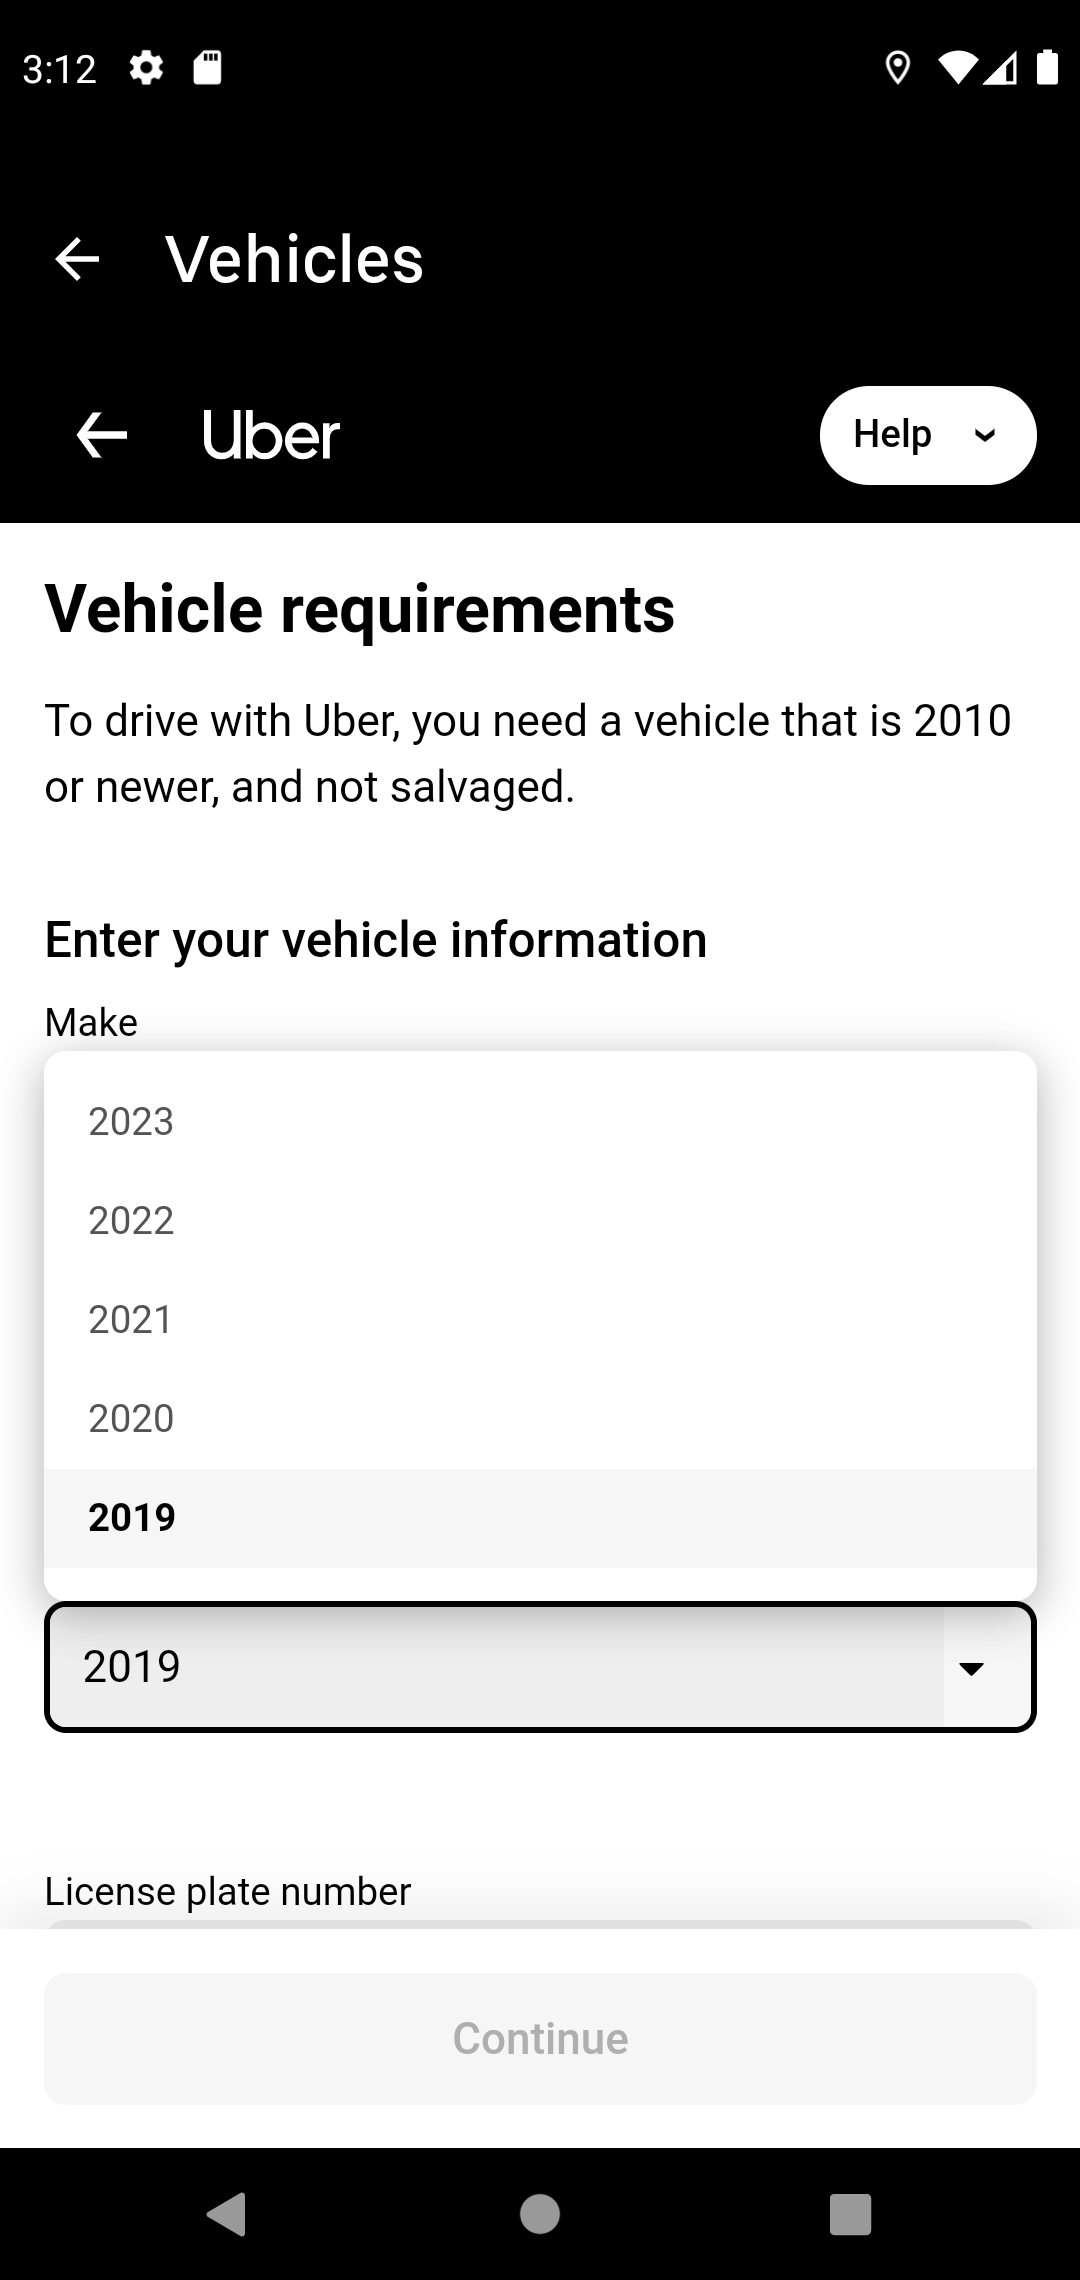 3:12
Vehicles
Uber
Help
Vehicle requirements
To drive with Uber, you need a vehicle that is 2010
or newer, and not salvaged.
Enter your vehicle information
Make
2023
2022
2021
2020
2019
2019
License plate number
Continue